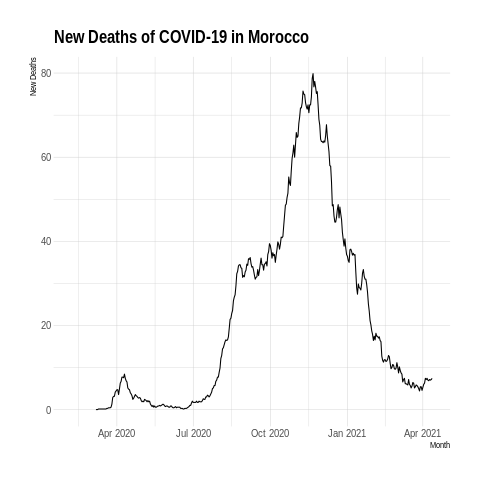 New Deaths of COVID-19 in Morocco
New Deaths
80
60
40
20
0
Apr 2020 Jul 2020 Oct 2020 Jan 2021 Apr 2021
Month